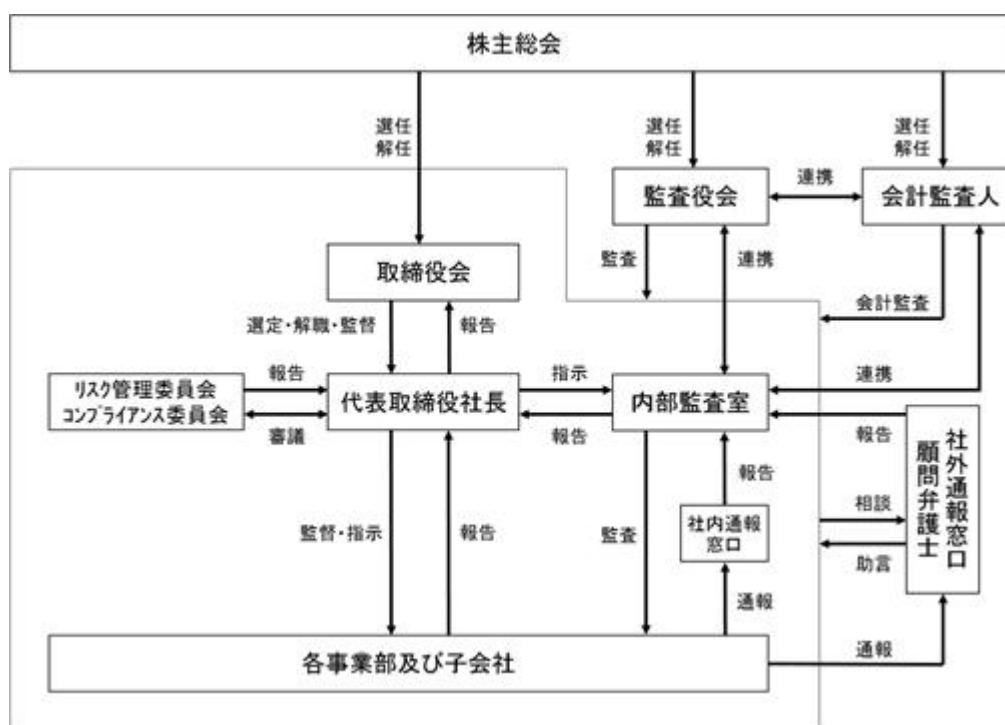 株主総会
選任
解任
選任
解任
選任
解任
監査役会
連携
会計監査人
取締役会
監査
連携
会計監査
選定・解職・監督
報告
リスク管理委員会
コンプライアンス委員会
報告
審議
代表取締役社長
指示
報告
内部監査室
連携
報告
社外通報窓口
顧問弁護士
監督・指示
報告
監査
報告
社内通報
窓口
通報
相談
助言
各事業部及び子会社
通報